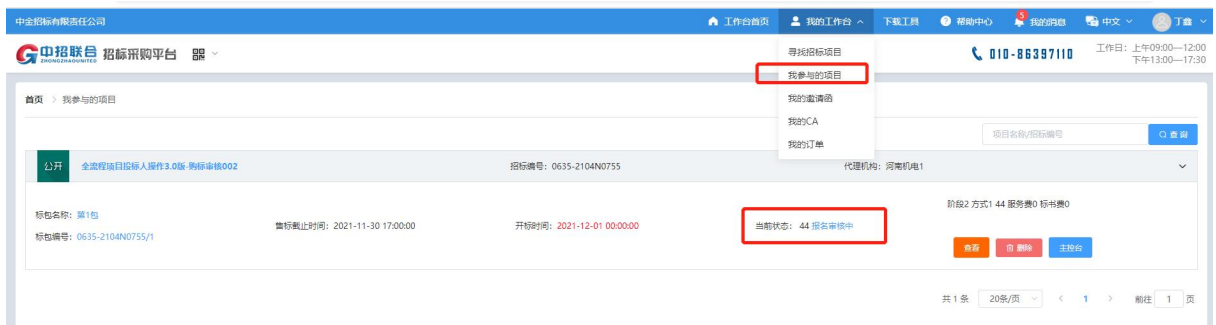 中金招标有限责任公司
工作台首页
我的工作台
下载工具
帮助中心
我的消息
中文
丁鑫
中招联合
ZHONGZHAOUNITED
招标采购平台
010-86397110
工作日： 上午09:00—12:00
下午13:00—17:30
寻找招标项目
我参与的项目
我的邀请函
我的CA
我的订单
首页 > 我参与的项目
项目名称/招标编号
查询
公开
全流程项目投标人操作3.0版-购标审核002
招标编号：0635-2104N0755
代理机构：河南机电1
标包名称：第1包
标包编号：0635-2104N0755/1
售标截止时间：2021-11-30 17:00:00
开标时间：2021-12-01 00:00:00
当前状态： 44 报名审核中
阶段2 方式1 44 服务费0 标书费0
查看
删除
主控台
共 1 条
20条/页
< 1 >
前往 1 页